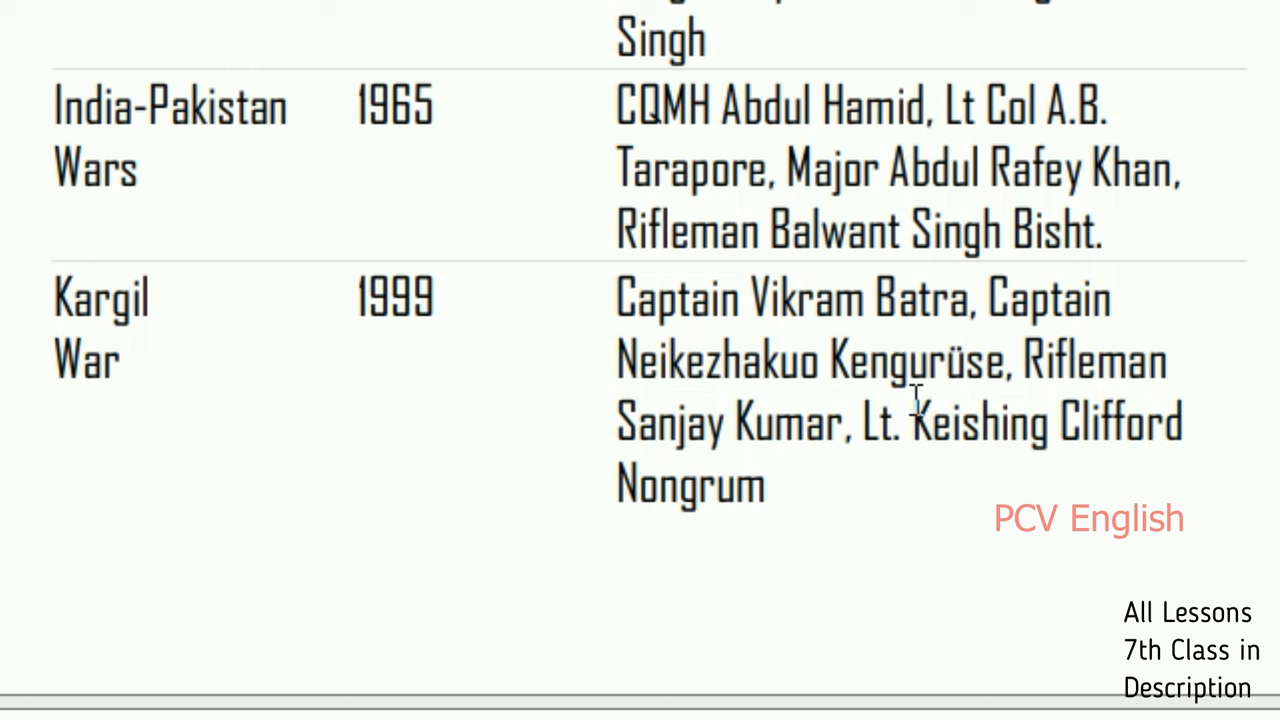 Singh
India-Pakistan 1965 CQMH Abdul Hamid, Lt Col A.B.
Wars Tarapore, Major Abdul Rafey Khan,
Rifleman Balwant Singh Bisht.
Kargil 1999 Captain Vikram Batra, Captain
War Neikezhakuo Kengurüse, Rifleman
Sanjay Kumar, Lt. Keishing Clifford
Nongrum
PCV English
All Lessons
7th Class in
Description